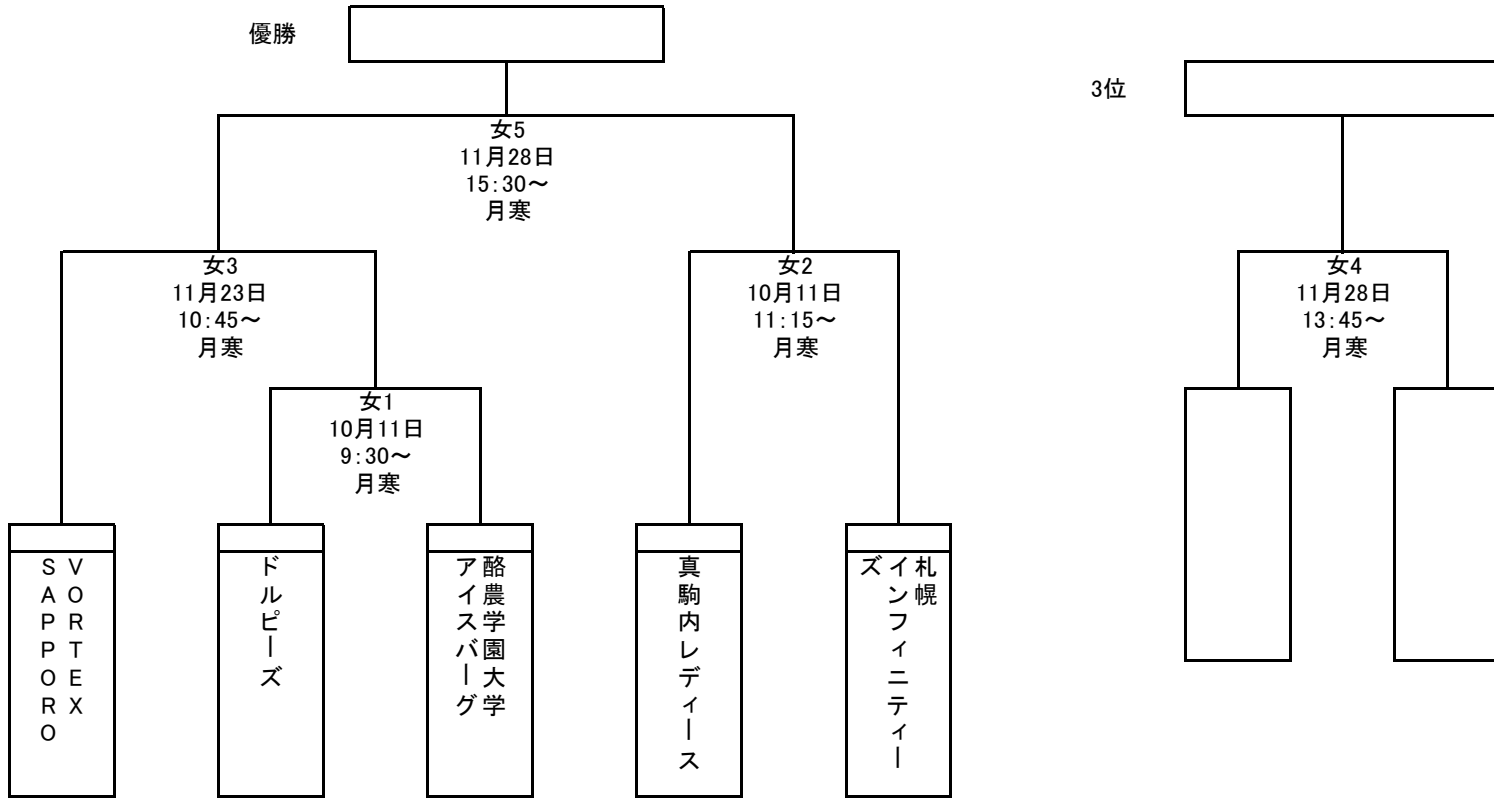 優勝
3位
女5
11月28日
15:30～
月寒
女3
11月23日
10:45～
月寒
女2
10月11日
11:15～
月寒
女4
11月28日
13:45～
月寒
女1
10月11日
9:30～
月寒
VORTEX
SAPPORO
ドルピーズ
酪農学園大学
アイスバーグ
真駒内レディース
札幌
インフィニティー
ズ